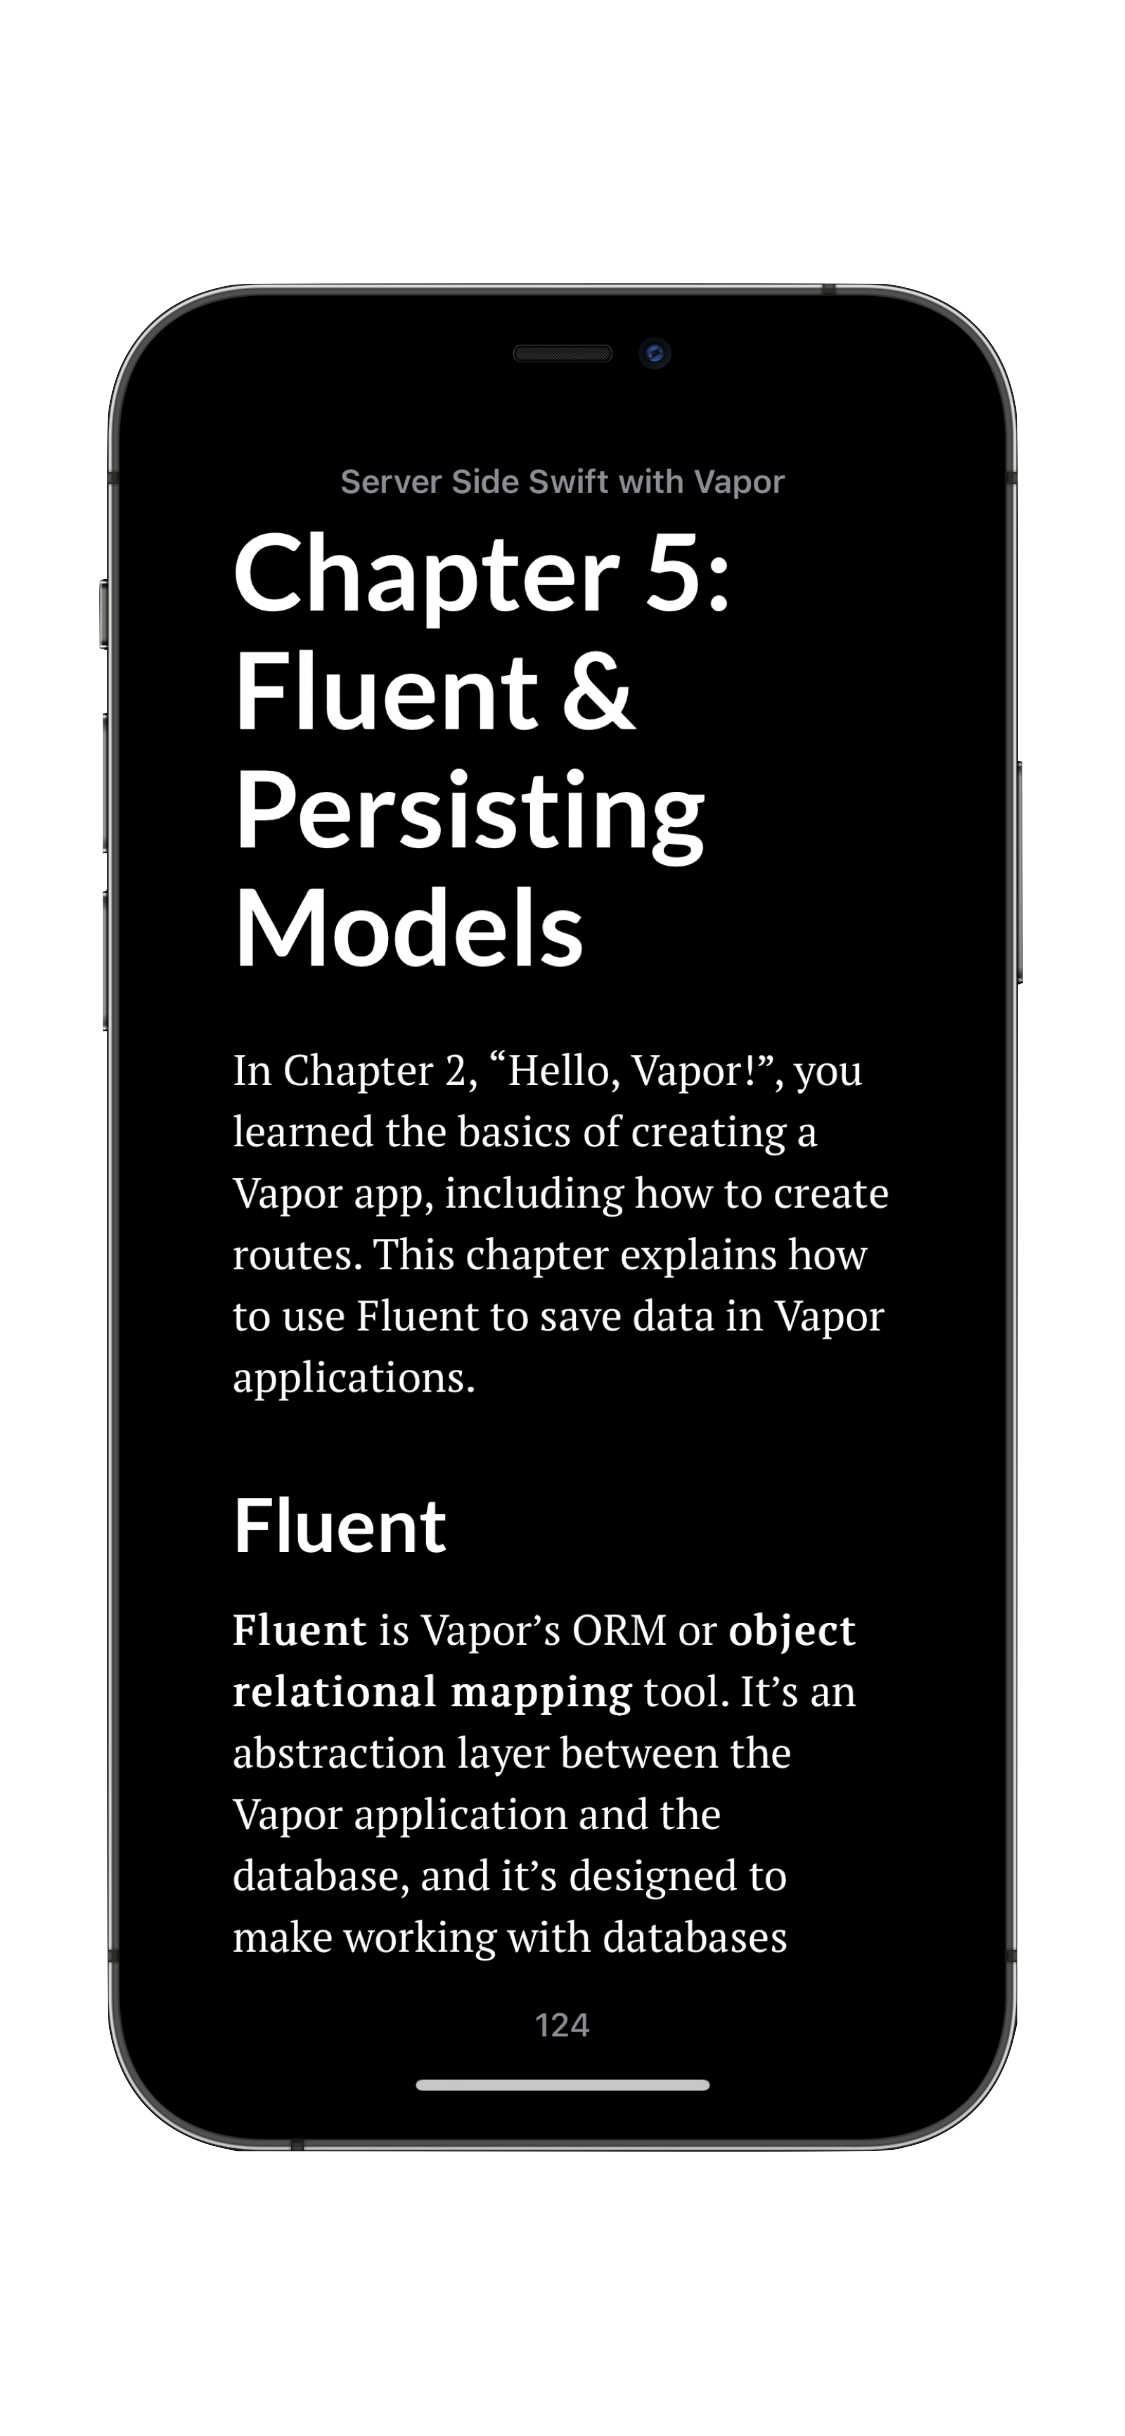 Server Side Swift with Vapor
Chapter 5:
Fluent &
Persisting
Models
In Chapter 2, “Hello, Vapor!”, you
learned the basics of creating a
Vapor app, including how to create
routes. This chapter explains how
to use Fluent to save data in Vapor
applications.
Fluent
Fluent is Vapor’s ORM or object
relational mapping tool. It’s an
abstraction layer between the
Vapor application and the
database, and it’s designed to
make working with databases
124